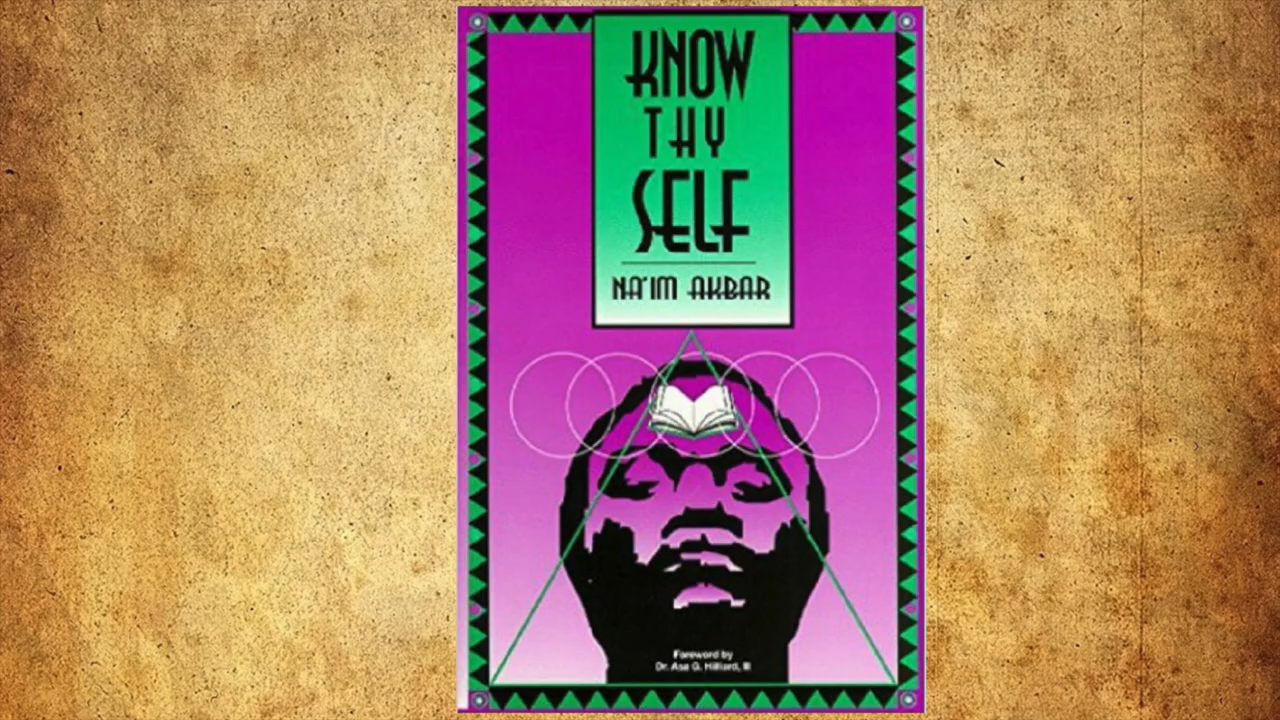 KNOW
THY
SELF
NA'IM AKBAR
Foreword by
Dr. Asa G. Hilliard, III